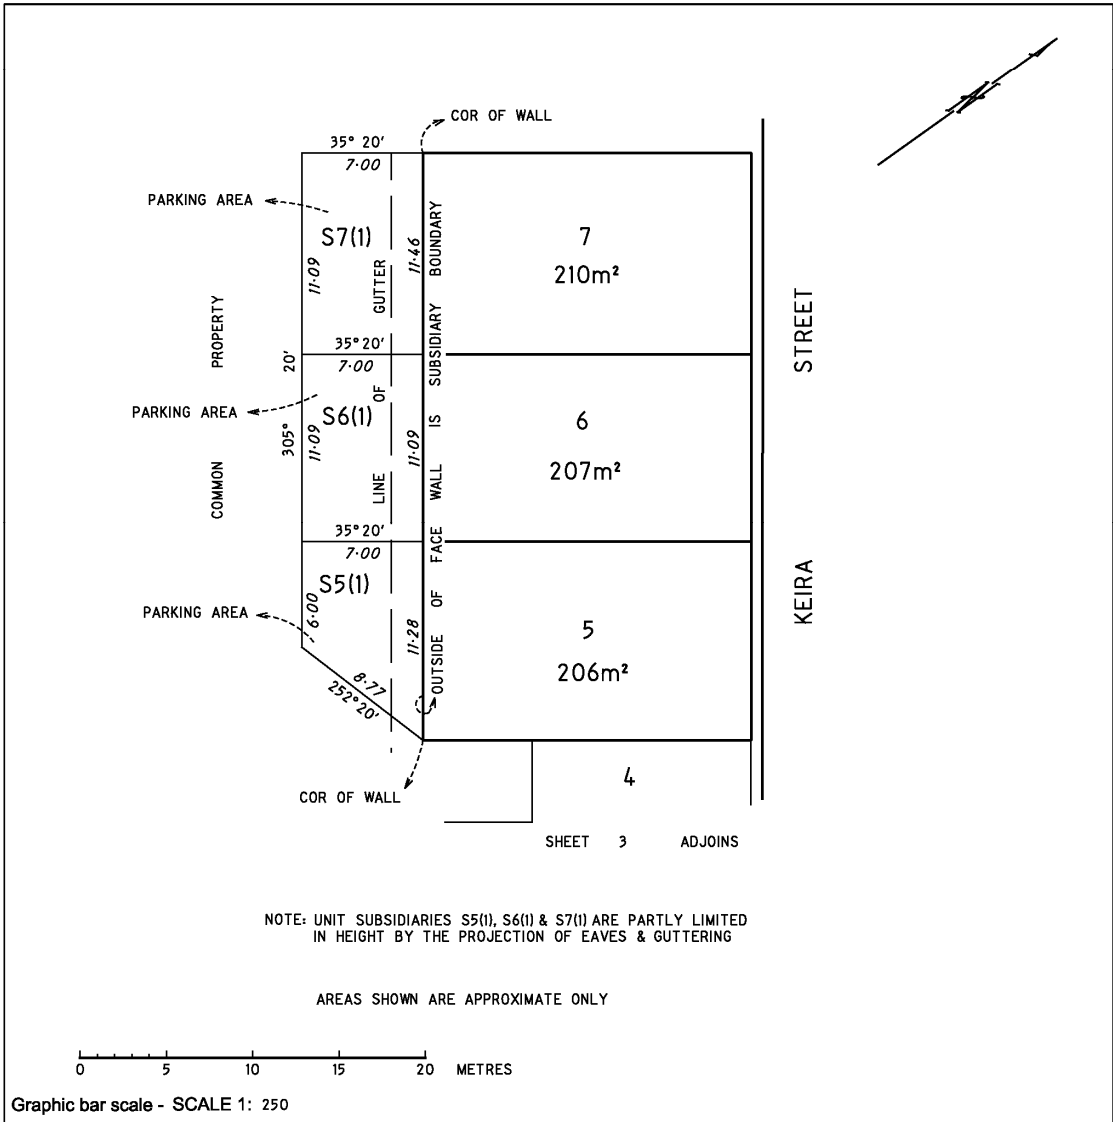 COR OF WALL
35° 20'
7·00
PARKING AREA
S7(1)
11·09
GUTTER
11·46
BOUNDARY
7
210m²
PROPERTY
STREET
35° 20'
7·00
SUBSIDIARY
20'
305°
PARKING AREA
S6(1)
11·09
OF
11·09
IS
6
207m²
COMMON
LINE
WALL
35° 20'
7·00
FACE
S5(1)
PARKING AREA
6·00
11·28
OF
OUTSIDE
5
206m²
KEIRA
8·77
252° 20'
COR OF WALL
4
SHEET 3 ADJOINS
NOTE: UNIT SUBSIDIARIES S5(1), S6(1) & S7(1) ARE PARTLY LIMITED
IN HEIGHT BY THE PROJECTION OF EAVES & GUTTERING
AREAS SHOWN ARE APPROXIMATE ONLY
0 5 10 15 20 METRES
Graphic bar scale - SCALE 1: 250